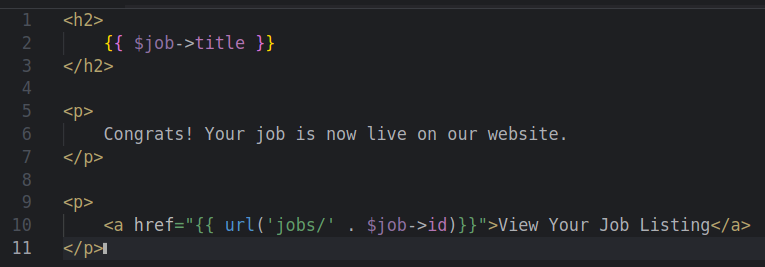 1 <h2>
2     {{ $job->title }}
3 </h2>
4
5 <p>
6     Congrats! Your job is now live on our website.
7 </p>
8
9 <p>
10     <a href="{{ url('jobs/' . $job->id)}}">View Your Job Listing</a>
11 </p>